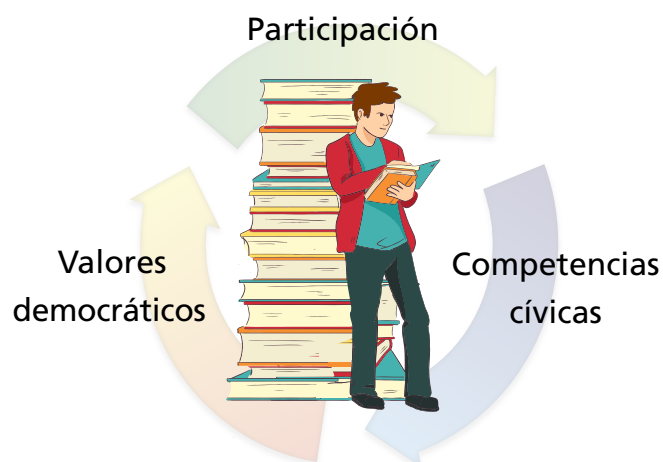 Participación
Valores
democráticos
Competencias
cívicas